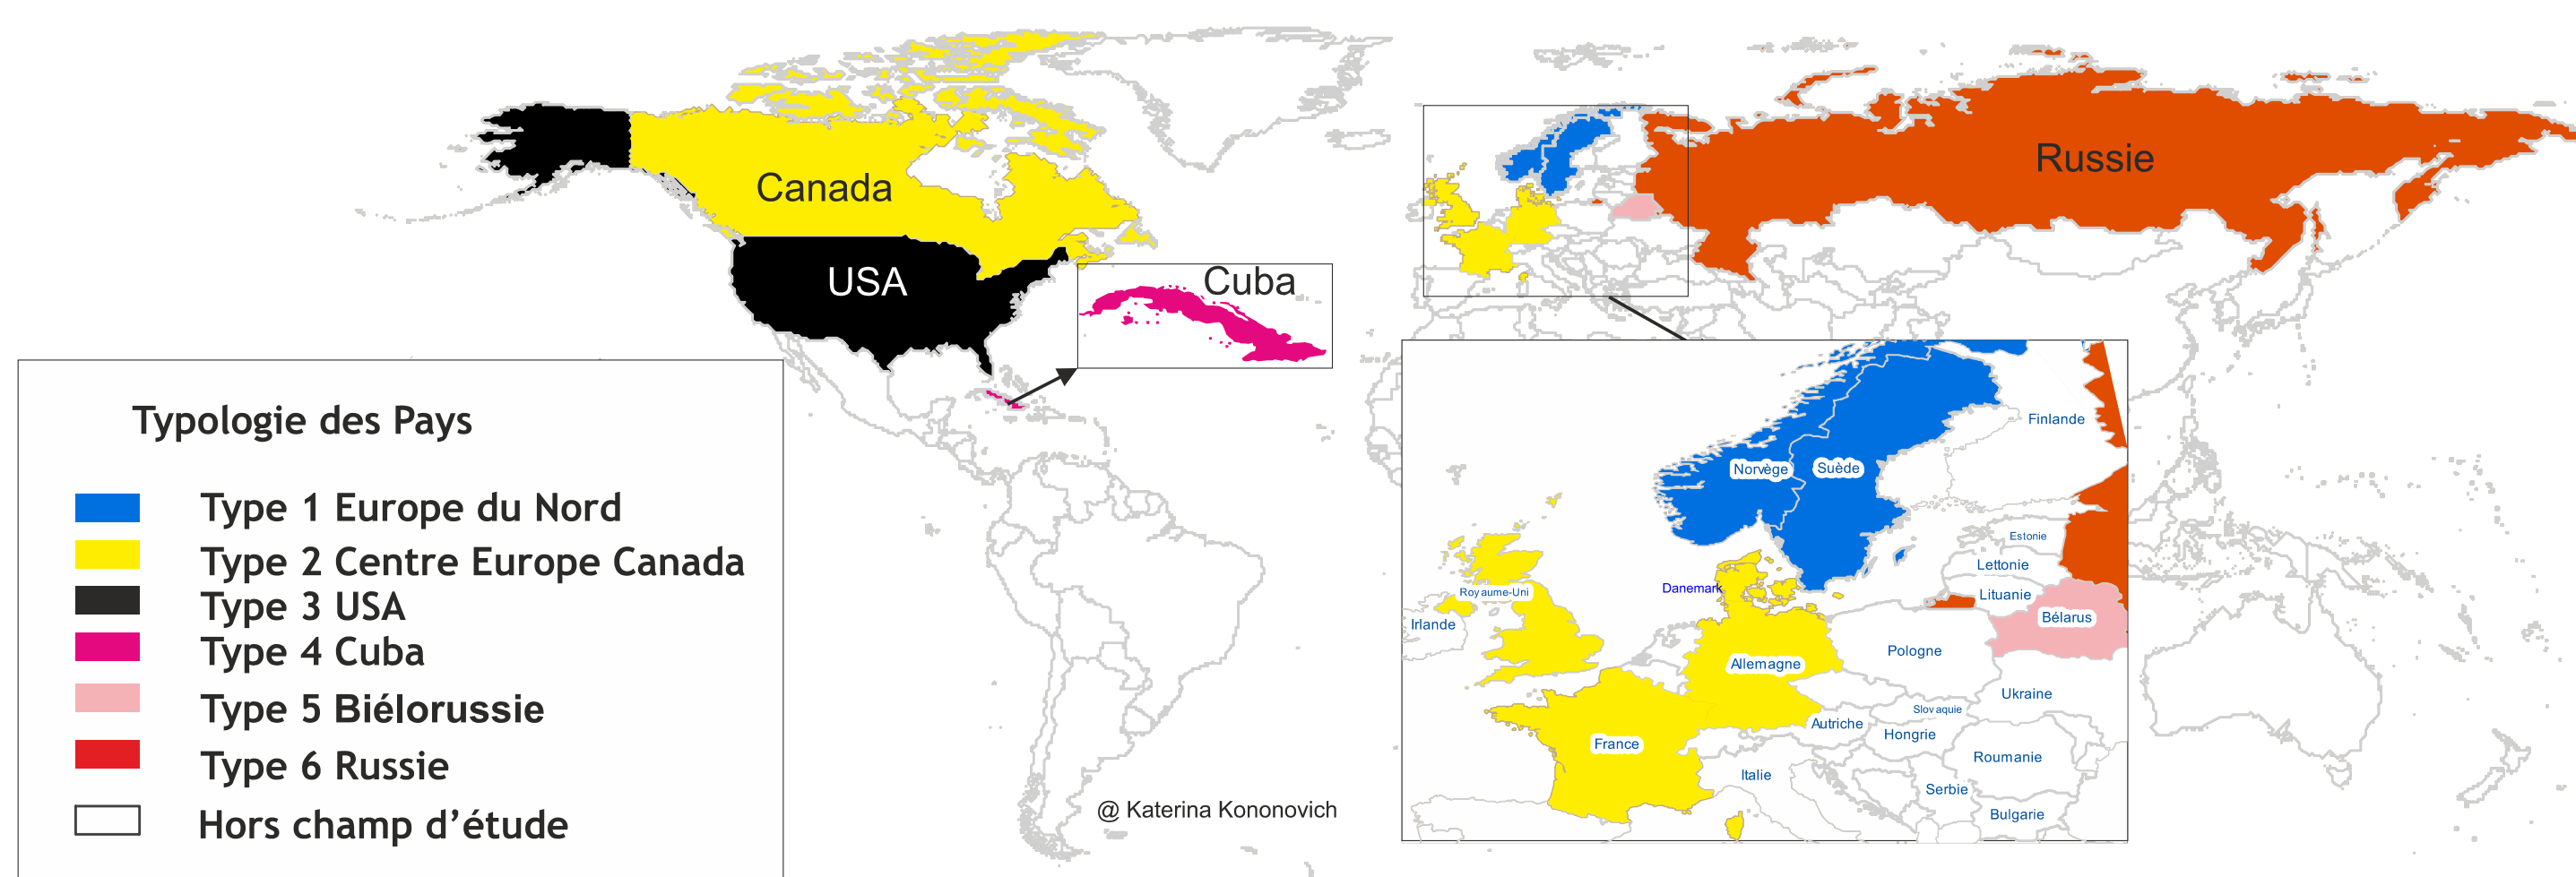 Canada
USA
Cuba
Russie
Typologie des Pays
Type 1 Europe du Nord
Type 2 Centre Europe Canada
Type 3 USA
Type 4 Cuba
Type 5 Biélorussie
Type 6 Russie
Hors champ d'étude
@ Katerina Kononovich
Finlande
Norvège
Suède
Estonie
Lettonie
Danemark
Royaume-Uni
Lituanie
Bélarus
Irlande
Pologne
Allemagne
Ukraine
Slovaquie
Autriche
Hongrie
France
Roumanie
Italie
Serbie
Bulgarie